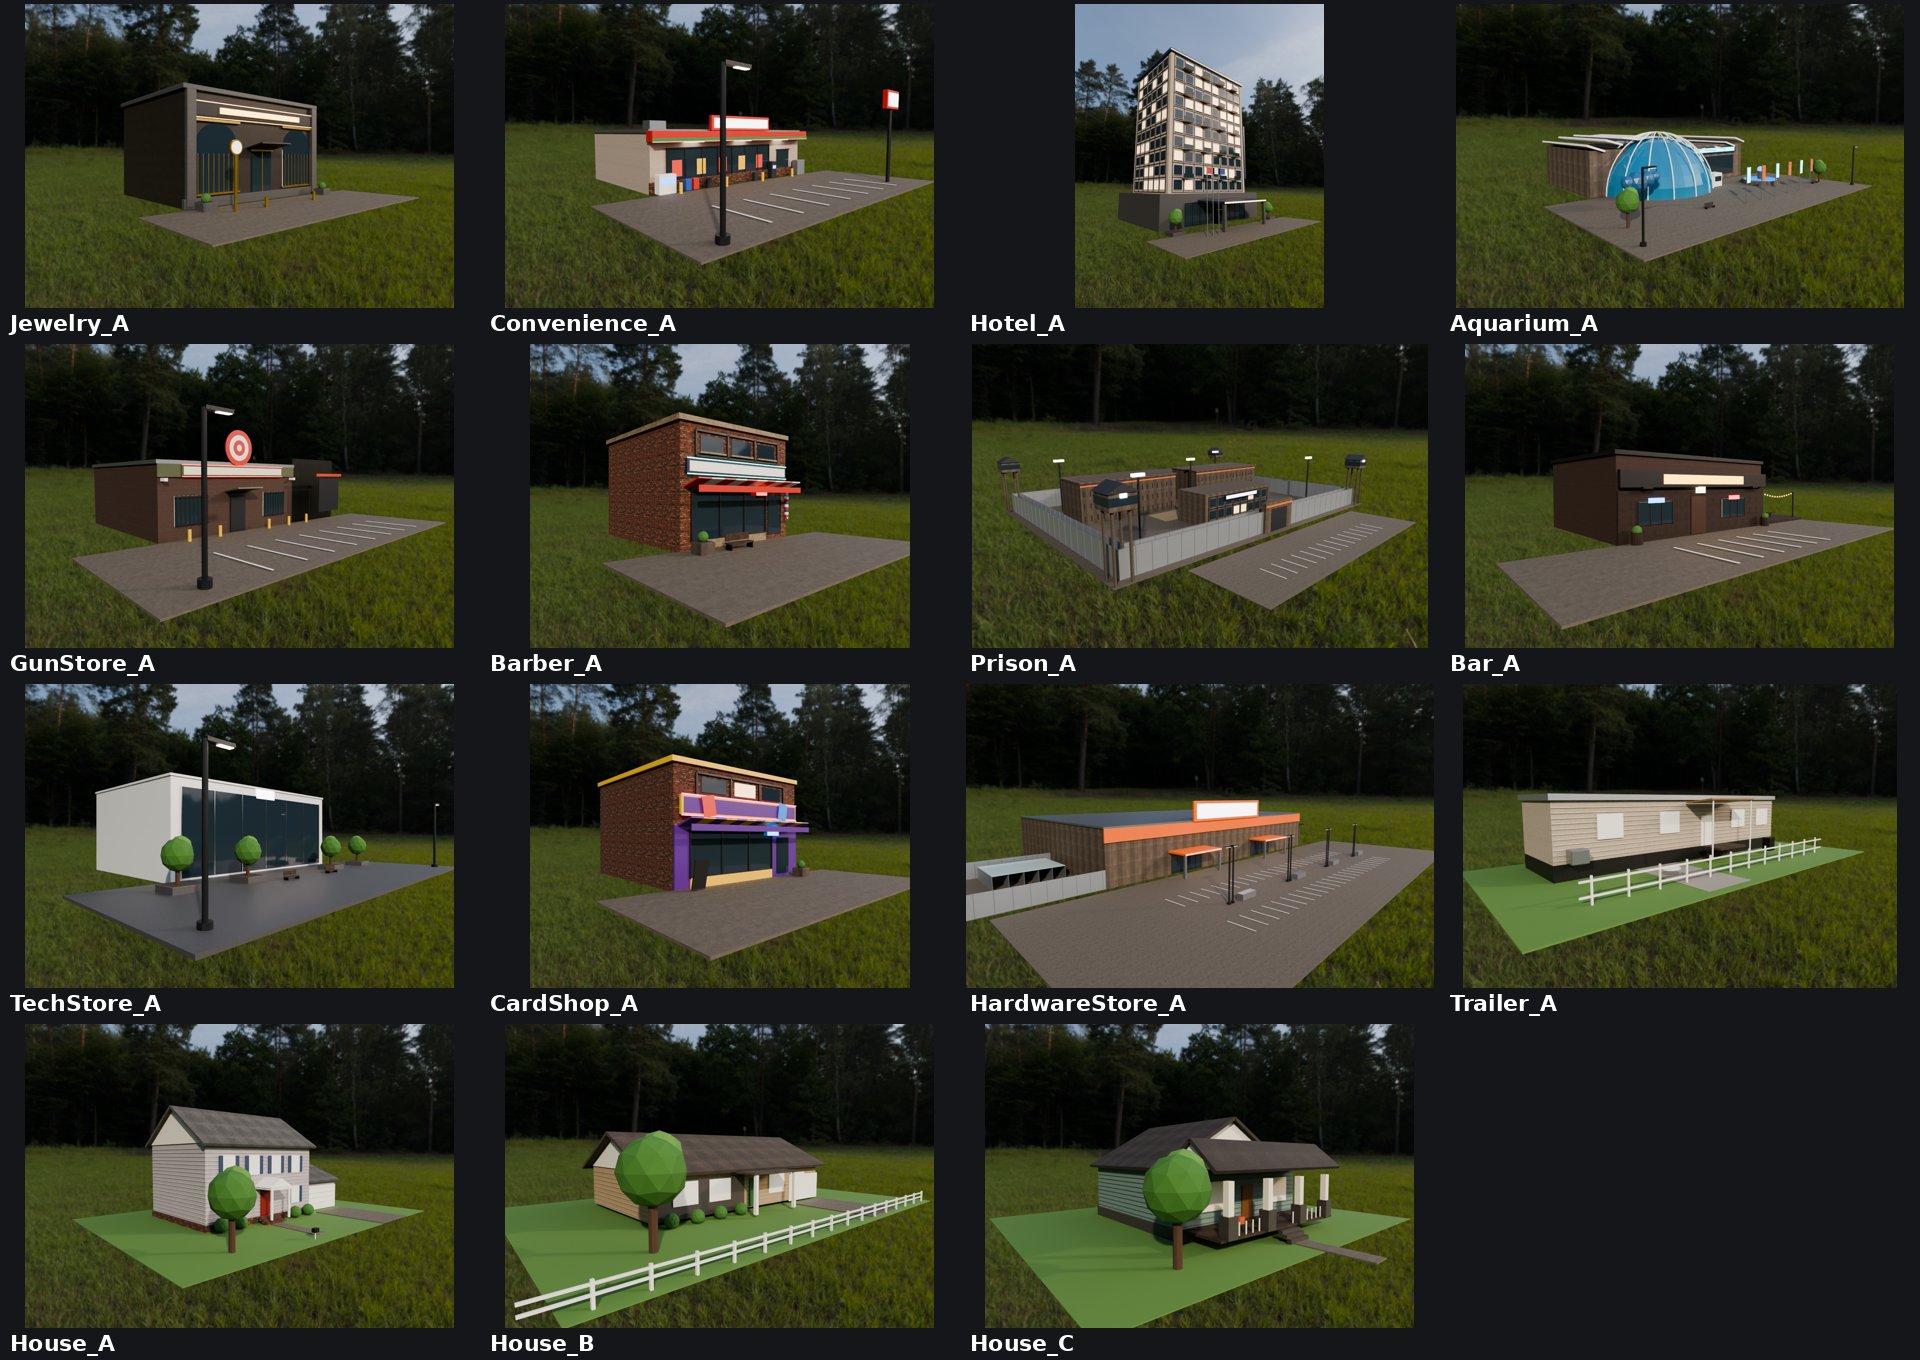 Jewelry_A
Convenience_A
Hotel_A
Aquarium_A
GunStore_A
Barber_A
Prison_A
Bar_A
TechStore_A
CardShop_A
HardwareStore_A
Trailer_A
House_A
House_B
House_C